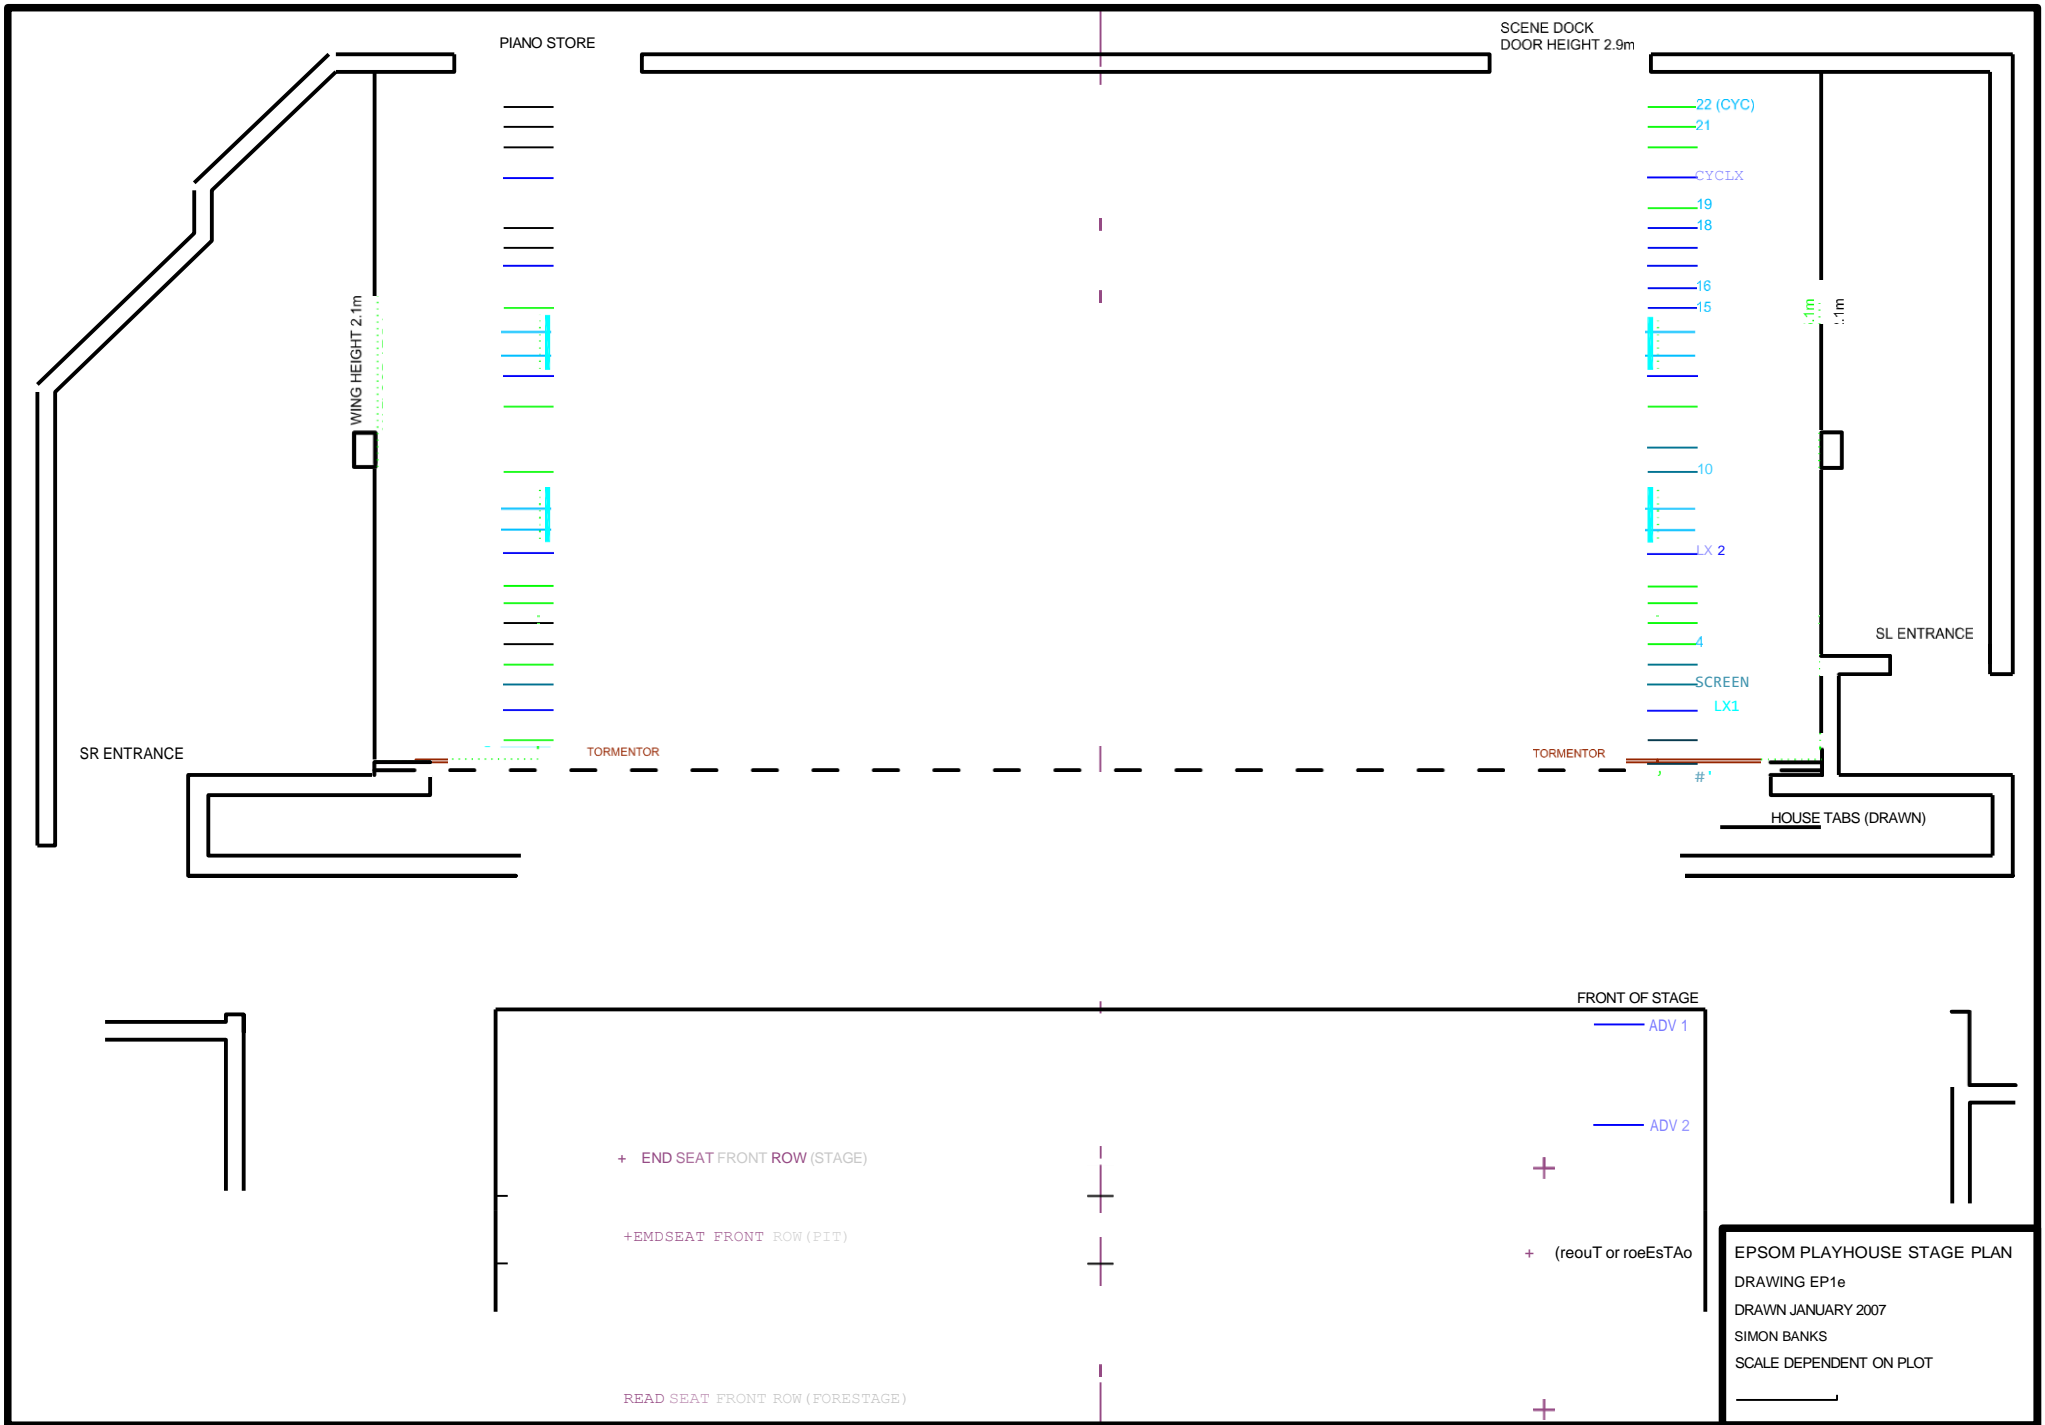 PIANO STORE
SCENE DOCK
DOOR HEIGHT 2.9m
22 (CYC)
21
CYCLX
19
18
16
15
WING HEIGHT 2.1m
.1m
.1m
10
LX 2
4
SL ENTRANCE
SCREEN
LX1
SR ENTRANCE
TORMENTOR
TORMENTOR
# '
HOUSE TABS (DRAWN)
FRONT OF STAGE
ADV 1
ADV 2
+ END SEAT FRONT ROW (STAGE)
+EMDSEAT FRONT ROW (PIT)
+ (reouT or roeEsTAo
READ SEAT FRONT ROW (FORESTAGE)
EPSOM PLAYHOUSE STAGE PLAN
DRAWING EP1e
DRAWN JANUARY 2007
SIMON BANKS
SCALE DEPENDENT ON PLOT